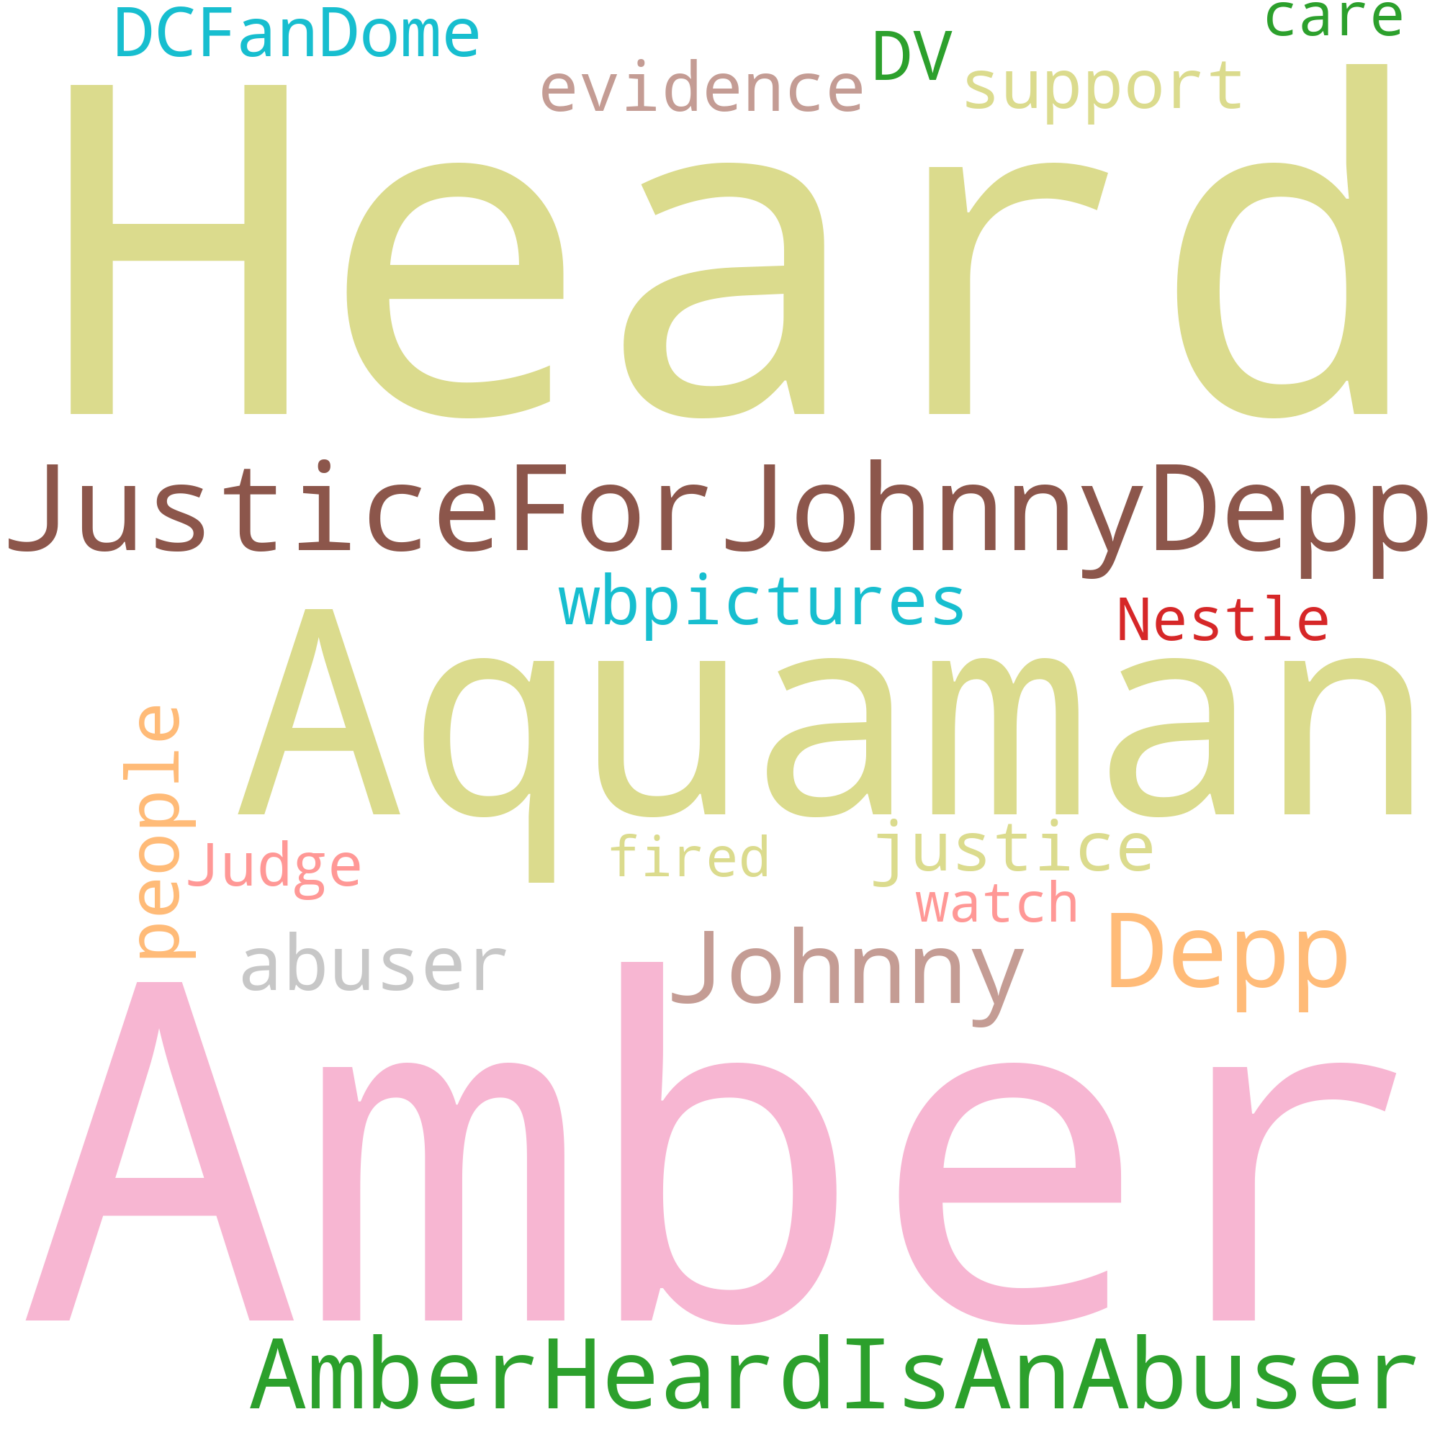 DCFanDome
care
evidence
DV
support
Heard
JusticeForJohnnyDepp
wbpictures
Nestle
Aquaman
people
Judge
fired
justice
watch
abuser
Johnny
Depp
Amber
AmberHeardIsAnAbuser